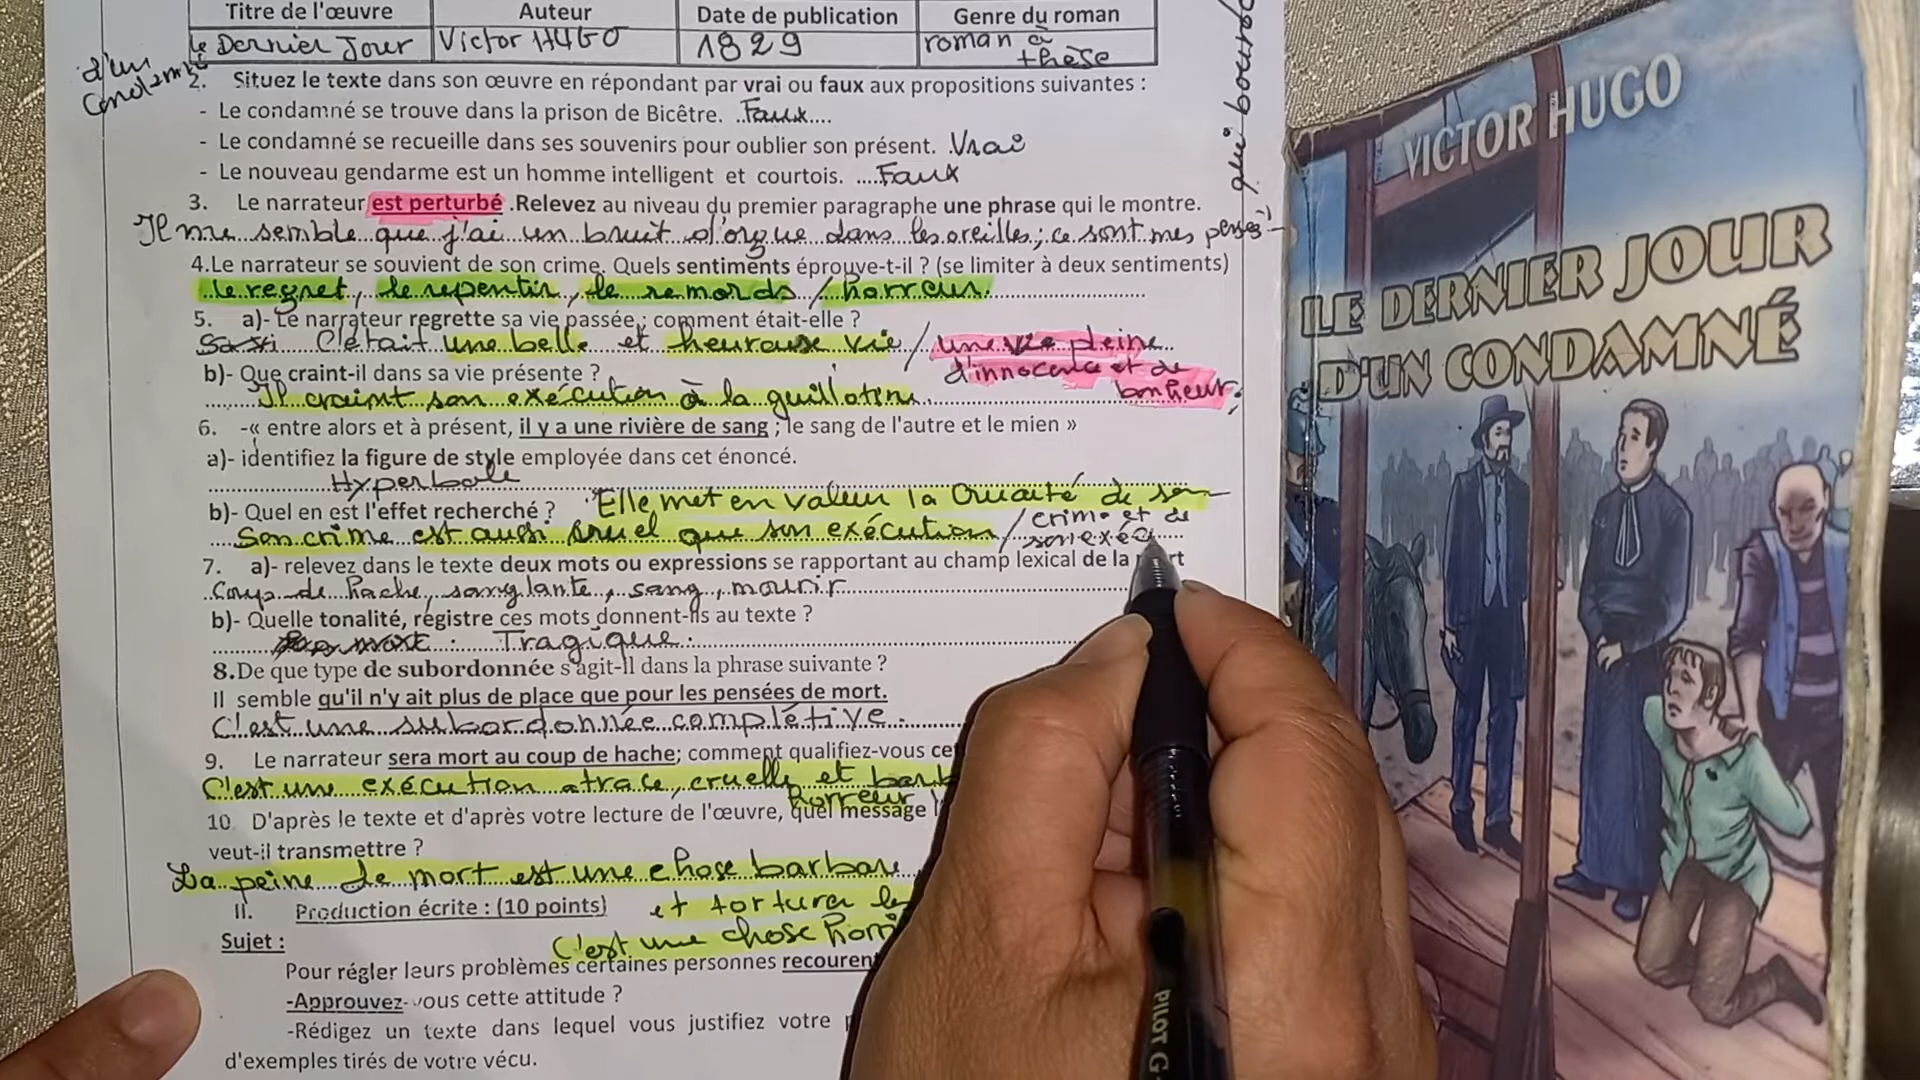 Titre de l'œuvre Auteur Date de publication Genre du roman
le Dernier Jour Victor HUGO 1829 roman à
thèse
d'un
Condamné
2. Situez le texte dans son œuvre en répondant par vrai ou faux aux propositions suivantes :
- Le condamné se trouve dans la prison de Bicêtre. ..Faux....
- Le condamné se recueille dans ses souvenirs pour oublier son présent. Vrai
- Le nouveau gendarme est un homme intelligent et courtois. ....Faux
3. Le narrateur est perturbé .Relevez au niveau du premier paragraphe une phrase qui le montre.
Il me semble que j'ai un bruit d'orgue dans les oreilles ; ce sont mes
qui
4.Le narrateur se souvient de son crime. Quels sentiments éprouve-t-il ? (se limiter à deux sentiments)
le regret, le repentir, le remords / horreur.
5. a)- Le narrateur regrette sa vie passée ; comment était-elle ?
C'était une belle et heureuse vie / une vie pleine
d'innocence et de
bonheur.
b)- Que craint-il dans sa vie présente ?
Il craint son exécution à la guillotine
6. -« entre alors et à présent, il y a une rivière de sang ; le sang de l'autre et le mien »
a)- identifiez la figure de style employée dans cet énoncé.
Hyperbole
b)- Quel en est l'effet recherché ? Elle met en valeur la cruaité de son
Son crime est aussi cruel que son exécution / crime et de
son exéc
7. a)- relevez dans le texte deux mots ou expressions se rapportant au champ lexical de la
Coup de hache, sanglante, sang, mourir
b)- Quelle tonalité, régistre ces mots donnent-ils au texte ?
mort : Tragique.
8.De que type de subordonnée s'agit-il dans la phrase suivante ?
Il semble qu'il n'y ait plus de place que pour les pensées de mort.
C'est une subordonnée complétive.
9. Le narrateur sera mort au coup de hache; comment qualifiez-vous
C'est une exécution atroce, cruelle et
horreur
10. D'après le texte et d'après votre lecture de l'œuvre, quel message
veut-il transmettre ?
La peine de mort est une chose barbare
II. Production écrite : (10 points) et torturer
Sujet : C'est une chose
Pour régler leurs problèmes certaines personnes recourent
-Approuvez-vous cette attitude ?
-Rédigez un texte dans lequel vous justifiez votre
d'exemples tirés de votre vécu.
VICTOR HUGO
LE DERNIER JOUR
D'UN CONDAMNÉ
PILOT G